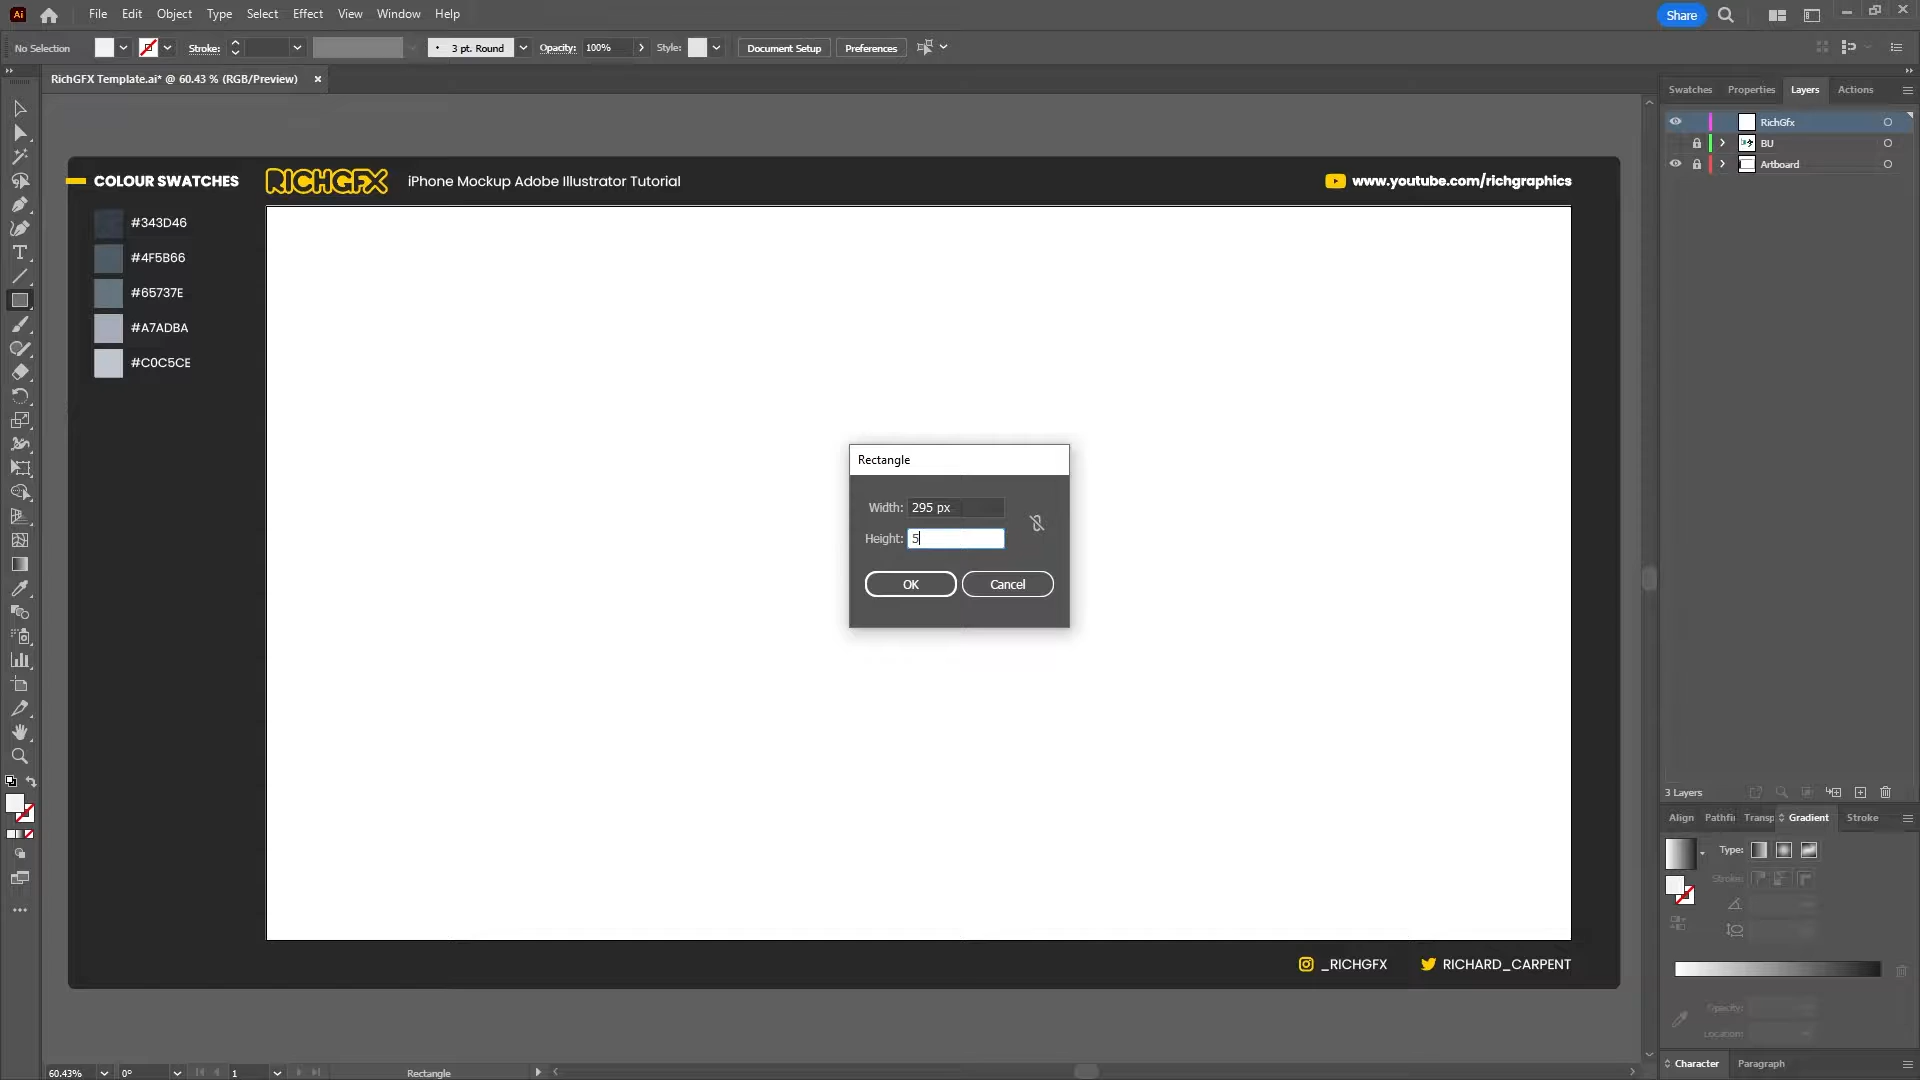 Ai File Edit Object Type Select Effect View Window Help Share
No Selection Stroke: 3 pt. Round Opacity: 100% Style: Document Setup Preferences
RichGFX Template.ai* @ 60.43 % (RGB/Preview) ×
Swatches Properties Layers Actions
RichGfx
BU
Artboard
COLOUR SWATCHES RICHGFX iPhone Mockup Adobe Illustrator Tutorial www.youtube.com/richgraphics
#343D46
#4F5B66
#65737E
#A7ADBA
#C0C5CE
Rectangle
Width: 295 px
Height: 5
OK Cancel
3 Layers
Align Pathfi Transp Gradient Stroke
Type:
Stroke:
_RICHGFX RICHARD_CARPENT
Opacity:
Location:
Character Paragraph
60.43% 0° 1 Rectangle